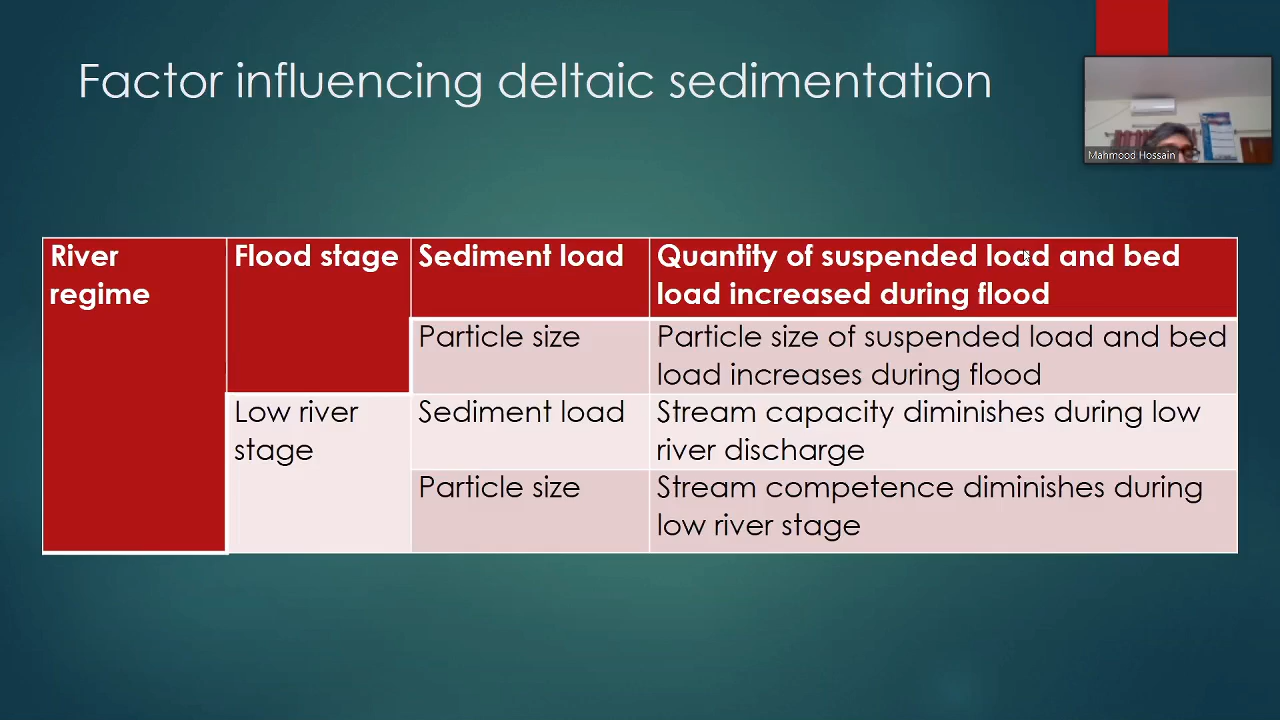 Factor influencing deltaic sedimentation
Mahmood Hossain
River
regime
Flood stage
Sediment load
Quantity of suspended load and bed
load increased during flood
Particle size
Particle size of suspended load and bed
load increases during flood
Low river
stage
Sediment load
Stream capacity diminishes during low
river discharge
Particle size
Stream competence diminishes during
low river stage